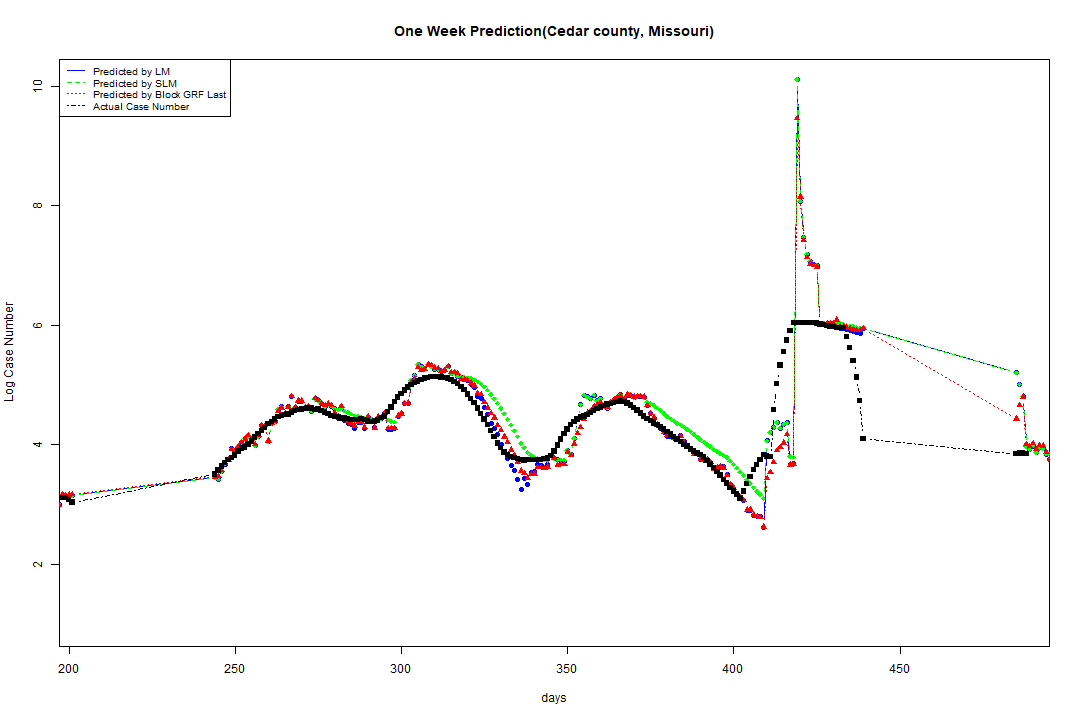 One Week Prediction(Cedar county, Missouri)
Predicted by LM
Predicted by SLM
Predicted by Block GRF Last
Actual Case Number
10
8
6
4
2
Log Case Number
200 250 300 350 400 450
days